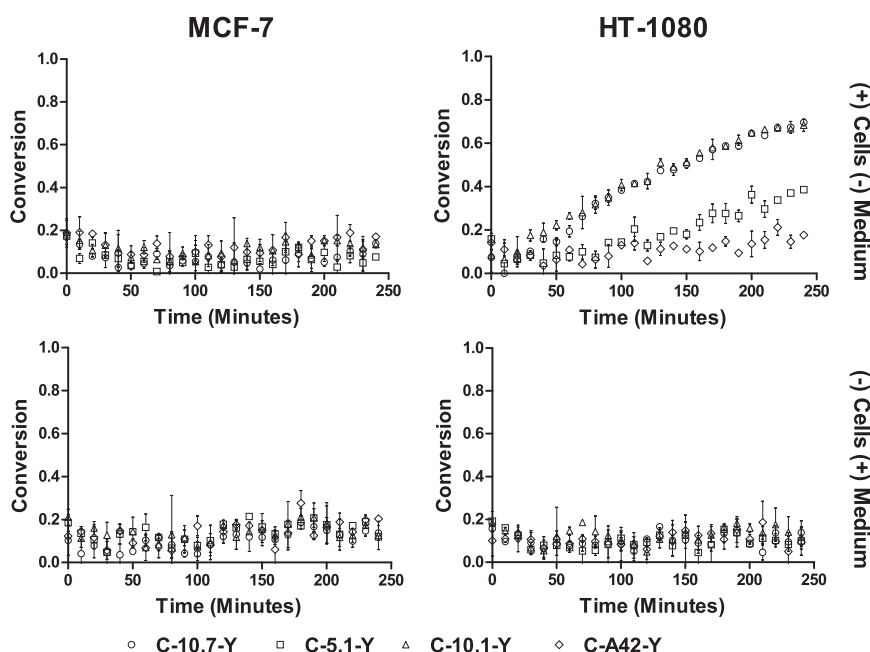 MCF-7 HT-1080
1.0 1.0
0.8 0.8
0.6 0.6
0.4 0.4
0.2 0.2
0.0 0.0
Conversion Conversion
0 50 100 150 200 250 0 50 100 150 200 250
Time (Minutes) Time (Minutes)
(+) Cells (-) Medium
1.0 1.0
0.8 0.8
0.6 0.6
0.4 0.4
0.2 0.2
0.0 0.0
Conversion Conversion
0 50 100 150 200 250 0 50 100 150 200 250
Time (Minutes) Time (Minutes)
(-) Cells (+) Medium
C-10.7-Y C-5.1-Y C-10.1-Y C-A42-Y